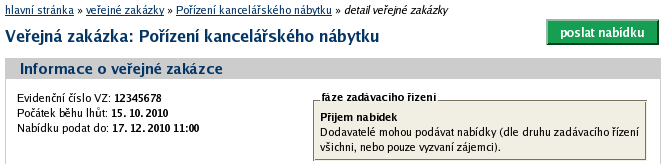 hlavní stránka » veřejné zakázky » Pořízení kancelářského nábytku » detail veřejné zakázky
Veřejná zakázka: Pořízení kancelářského nábytku
poslat nabídku
Informace o veřejné zakázce
Evidenční číslo VZ: 12345678
Počátek běhu lhůt: 15. 10. 2010
Nabídku podat do: 17. 12. 2010 11:00
fáze zadávacího řízení
Příjem nabídek
Dodavatelé mohou podávat nabídky (dle druhu zadávacího řízení
všichni, nebo pouze vyzvaní zájemci).